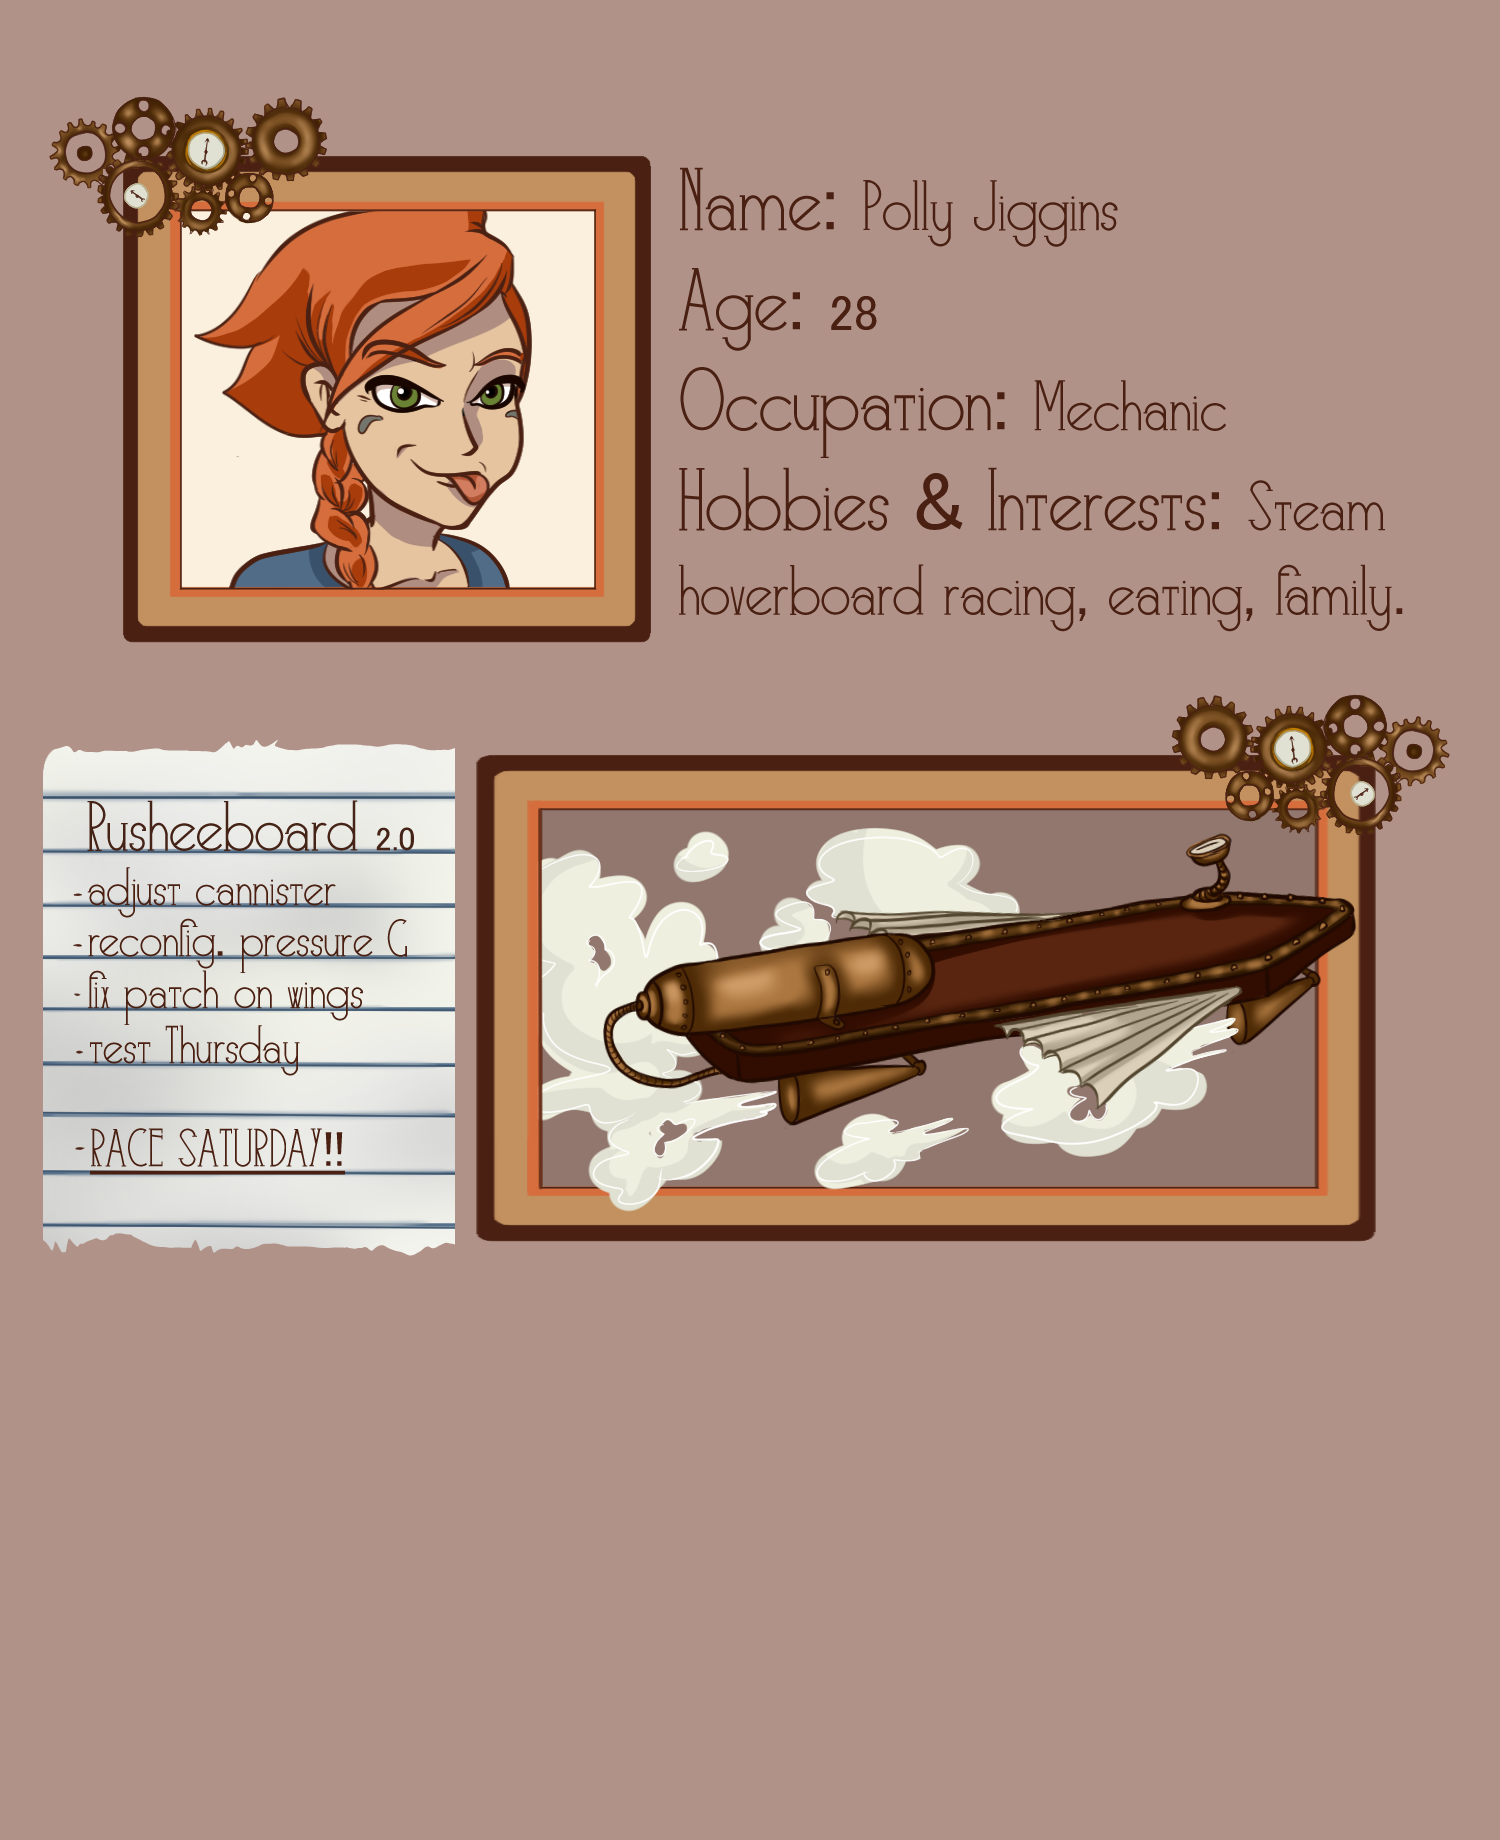 Name: Polly Jiggins
Age: 28
Occupation: Mechanic
Hobbies & Interests: Steam
hoverboard racing, eating, family.
Rusheeboard 2.0
-adjust cannister
-reconfig. pressure G
-fix patch on wings
-test Thursday
-RACE SATURDAY!!